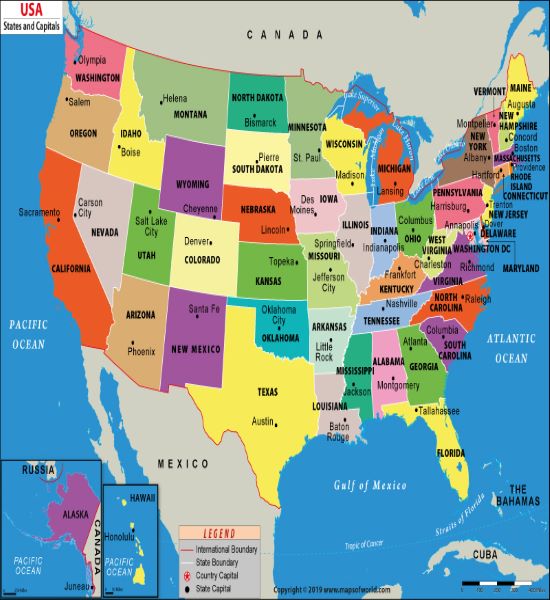 USA
States and Capitals
CANADA
Olympia
WASHINGTON
Salem
OREGON
Helena
MONTANA
IDAHO
Boise
NORTH DAKOTA
Bismarck
MINNESOTA
St. Paul
Pierre
SOUTH DAKOTA
WISCONSIN
Madison
Lake Superior
Lake Michigan
Lake Huron
MICHIGAN
Lansing
VERMONT
MAINE
Augusta
Montpelier
NEW
HAMPSHIRE
Concord
NEW
YORK
Albany
Boston
MASSACHUSETTS
Providence
Hartford
RHODE
ISLAND
CONNECTICUT
WYOMING
Cheyenne
NEBRASKA
Lincoln
Des
Moines
IOWA
ILLINOIS
Springfield
INDIANA
Indianapolis
Columbus
OHIO
PENNSYLVANIA
Harrisburg
Trenton
NEW JERSEY
Annapolis
Dover
DELAWARE
WASHINGTON DC
MARYLAND
WEST
VIRGINIA
Charleston
Richmond
VIRGINIA
Sacramento
Carson
City
NEVADA
CALIFORNIA
Salt Lake
City
UTAH
Denver
COLORADO
Topeka
KANSAS
MISSOURI
Jefferson
City
Frankfort
KENTUCKY
Nashville
TENNESSEE
NORTH
CAROLINA
Raleigh
Columbia
SOUTH
CAROLINA
ARIZONA
Phoenix
Santa Fe
NEW MEXICO
Oklahoma
City
OKLAHOMA
ARKANSAS
Little
Rock
MISSISSIPPI
Jackson
ALABAMA
Montgomery
Atlanta
GEORGIA
TEXAS
Austin
LOUISIANA
Baton
Rouge
Tallahassee
FLORIDA
PACIFIC
OCEAN
ATLANTIC
OCEAN
MEXICO
Gulf of Mexico
THE
BAHAMAS
Straits of Florida
Tropic of Cancer
CUBA
RUSSIA
ALASKA
CANADA
PACIFIC
OCEAN
Juneau
HAWAII
Honolulu
PACIFIC
OCEAN
LEGEND
International Boundary
State Boundary
Country Capital
State Capital
Copyright © 2019 www.mapsofworld.com